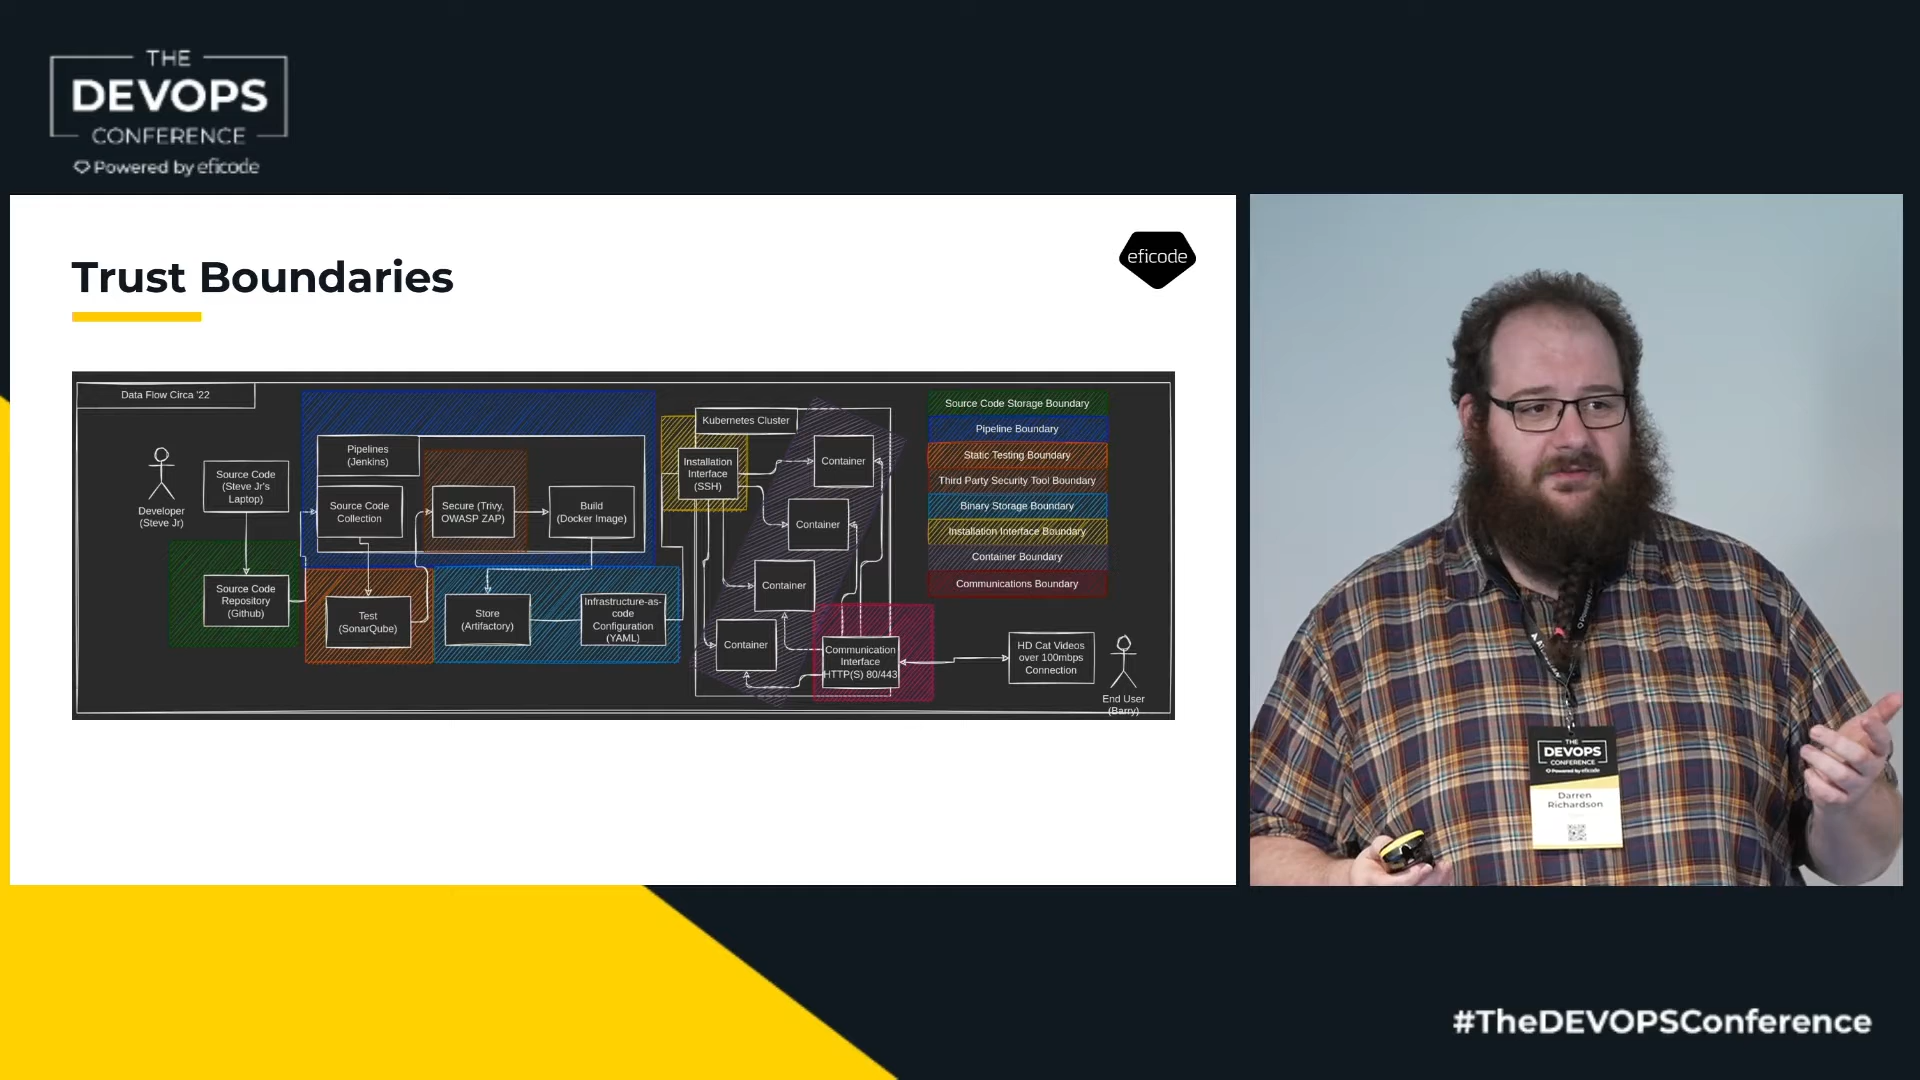 THE
DEVOPS
CONFERENCE
Powered by eficode
Trust Boundaries
eficode
Data Flow Circa '22
Developer
(Steve Jr)
Source Code
(Steve Jr's
Laptop)
Source Code
Repository
(Github)
Pipelines
(Jenkins)
Source Code
Collection
Secure (Trivy,
OWASP ZAP)
Build
(Docker Image)
Test
(SonarQube)
Store
(Artifactory)
Infrastructure-as-
code
Configuration
(YAML)
Kubernetes Cluster
Installation
Interface
(SSH)
Container
Container
Container
Container
Communication
Interface
HTTP(S) 80/443
Source Code Storage Boundary
Pipeline Boundary
Static Testing Boundary
Third Party Security Tool Boundary
Binary Storage Boundary
Installation Interface Boundary
Container Boundary
Communications Boundary
HD Cat Videos
over 100mbps
Connection
End User
(Barry)
THE
DEVOPS
CONFERENCE
Powered by eficode
Darren
Richardson
#TheDEVOPSConference